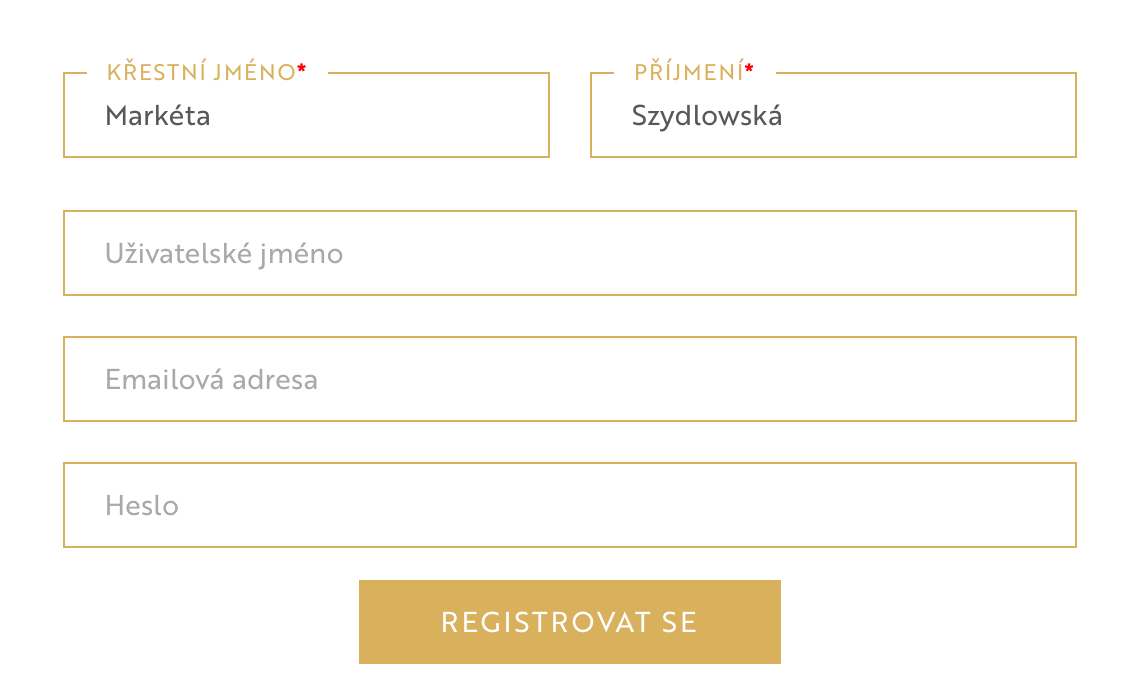 KŘESTNÍ JMÉNO* PŘÍJMENÍ*
Markéta Szydlowská
Uživatelské jméno
Emailová adresa
Heslo
REGISTROVAT SE